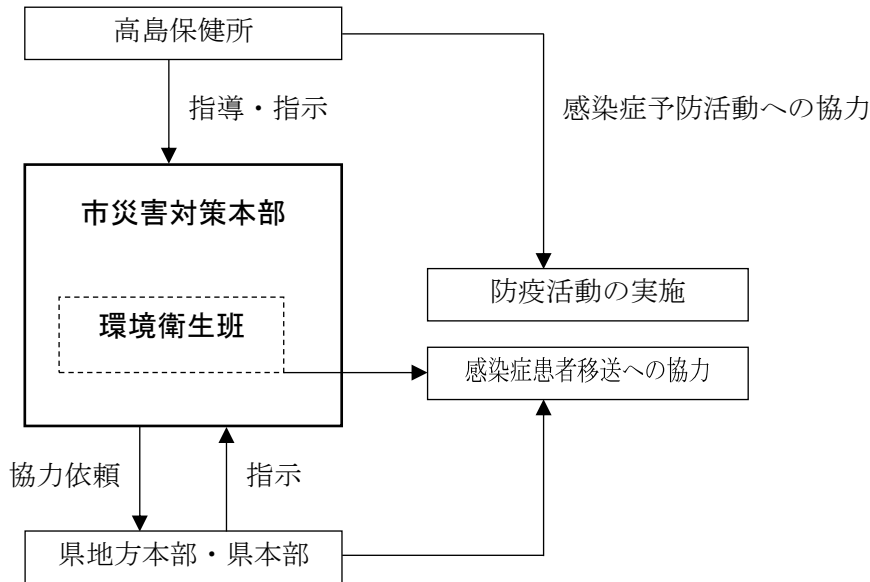 高島保健所
指導・指示
感染症予防活動への協力
市災害対策本部
防疫活動の実施
環境衛生班
感染症患者移送への協力
協力依頼
指示
県地方本部・県本部